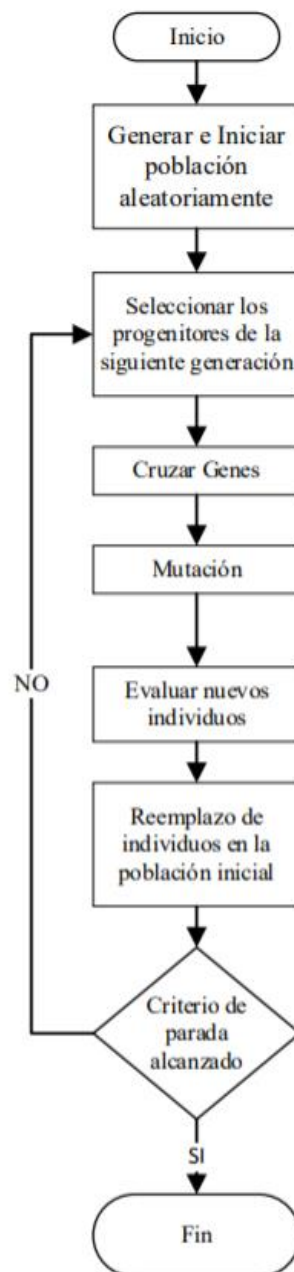 Inicio
Generar e Iniciar
población
aleatoriamente
Seleccionar los
progenitores de la
siguiente generación
Cruzar Genes
Mutación
NO
Evaluar nuevos
individuos
Reemplazo de
individuos en la
población inicial
Criterio de
parada
alcanzado
SI
Fin